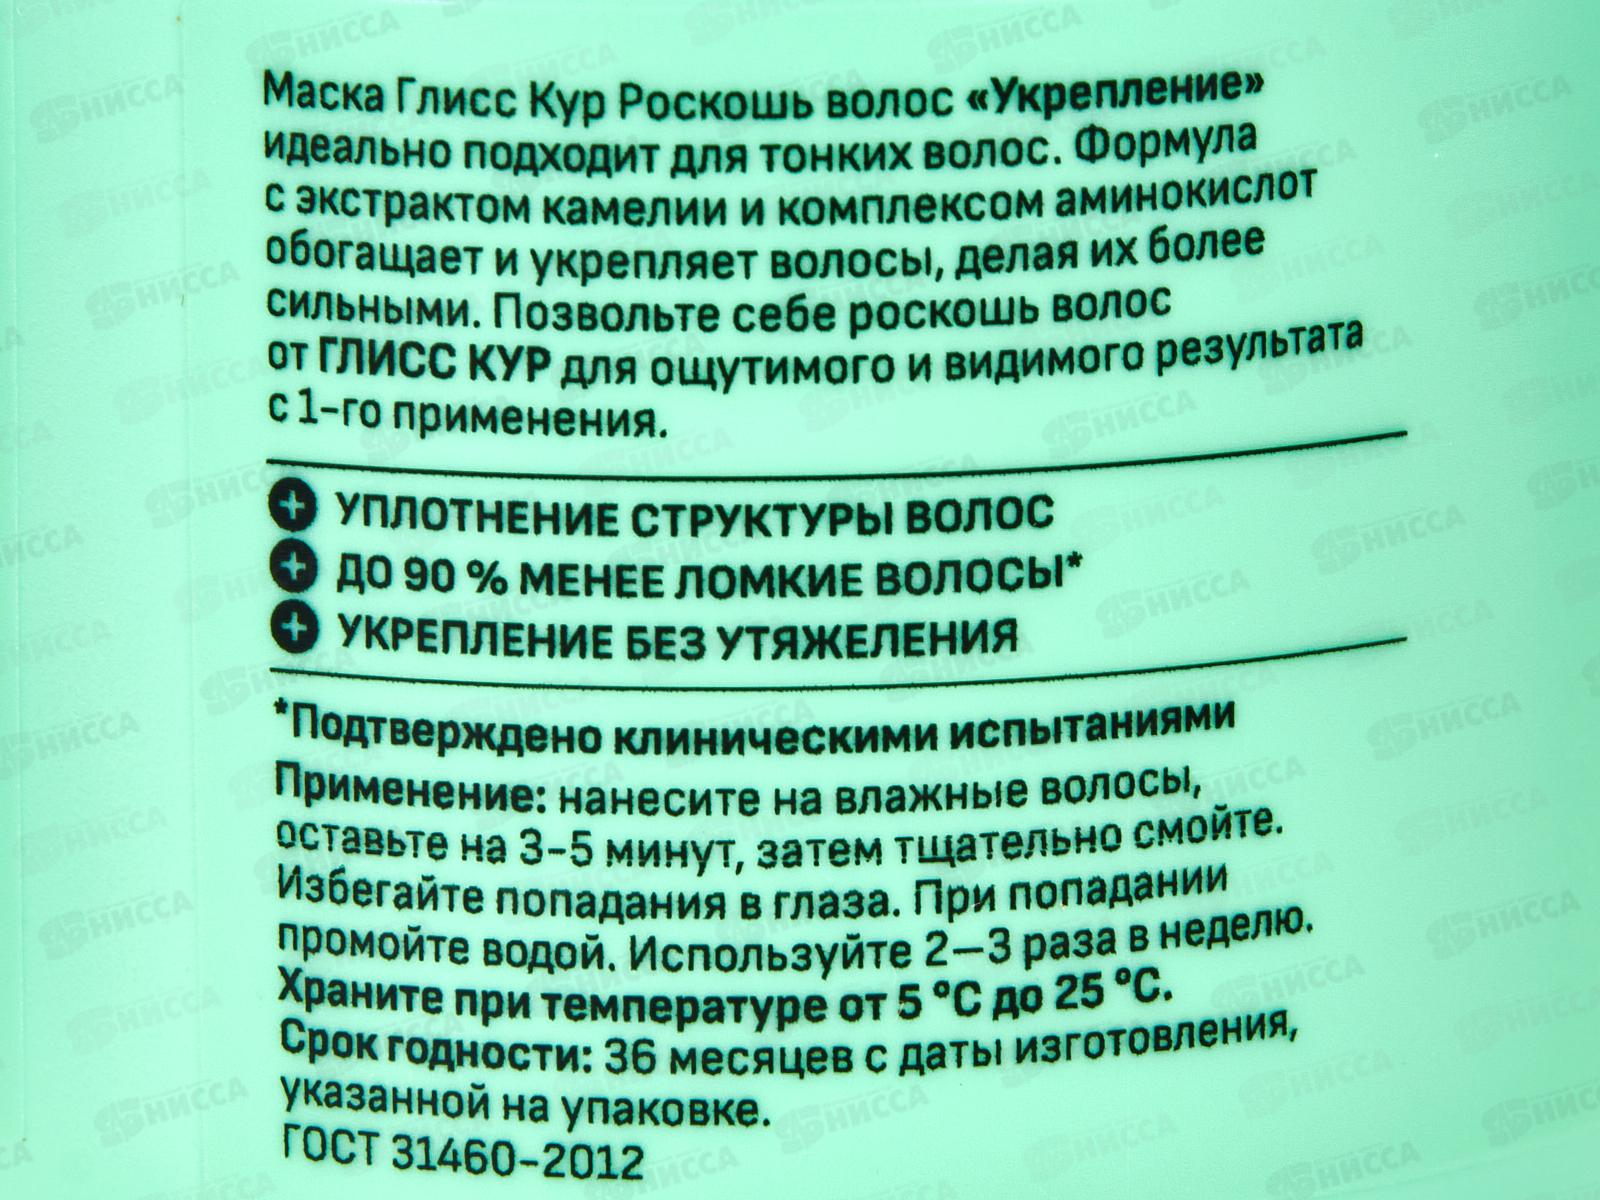 Маска Глисс Кур Роскошь волос «Укрепление»
идеально подходит для тонких волос. Формула
с экстрактом камелии и комплексом аминокислот
обогащает и укрепляет волосы, делая их более
сильными. Позвольте себе роскошь волос
от ГЛИСС КУР для ощутимого и видимого результата
с 1-го применения.
УПЛОТНЕНИЕ СТРУКТУРЫ ВОЛОС
ДО 90 % МЕНЕЕ ЛОМКИЕ ВОЛОСЫ*
УКРЕПЛЕНИЕ БЕЗ УТЯЖЕЛЕНИЯ
*Подтверждено клиническими испытаниями
Применение: нанесите на влажные волосы,
оставьте на 3-5 минут, затем тщательно смойте.
Избегайте попадания в глаза. При попадании
промойте водой. Используйте 2—3 раза в неделю.
Храните при температуре от 5 °C до 25 °C.
Срок годности: 36 месяцев с даты изготовления,
указанной на упаковке.
ГОСТ 31460-2012
НИССА